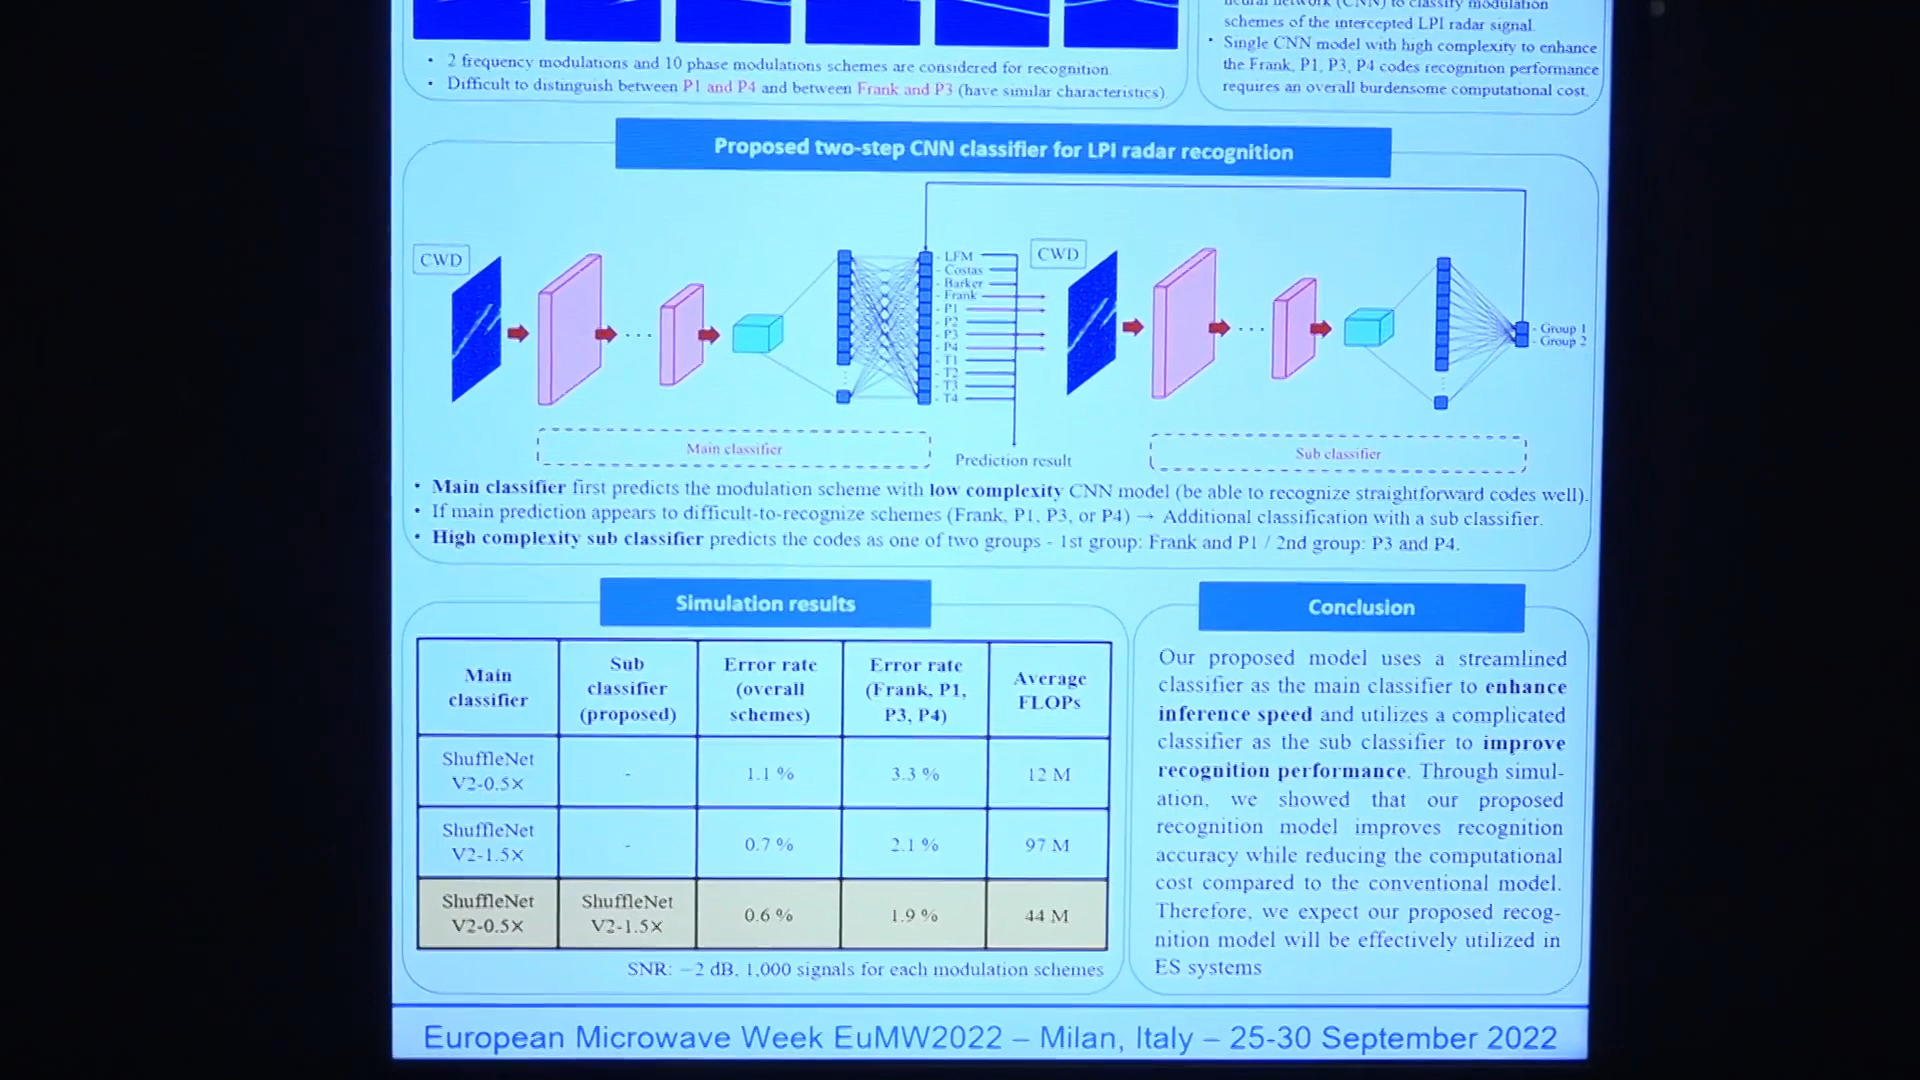 • 2 frequency modulations and 10 phase modulations schemes are considered for recognition.
• Difficult to distinguish between P1 and P4 and between Frank and P3 (have similar characteristics).
neural network (CNN) to classify modulation
schemes of the intercepted LPI radar signal.
• Single CNN model with high complexity to enhance
the Frank, P1, P3, P4 codes recognition performance
requires an overall burdensome computational cost.
Proposed two-step CNN classifier for LPI radar recognition
CWD
- LFM
- Costas
- Barker
- Frank
- P1
- P2
- P3
- P4
- T1
- T2
- T3
- T4
Main classifier
Prediction result
CWD
- Group 1
- Group 2
Sub classifier
• Main classifier first predicts the modulation scheme with low complexity CNN model (be able to recognize straightforward codes well).
• If main prediction appears to difficult-to-recognize schemes (Frank, P1, P3, or P4) → Additional classification with a sub classifier.
• High complexity sub classifier predicts the codes as one of two groups - 1st group: Frank and P1 / 2nd group: P3 and P4.
Simulation results
Main
classifier
Sub
classifier
(proposed)
Error rate
(overall
schemes)
Error rate
(Frank, P1,
P3, P4)
Average
FLOPs
ShuffleNet
V2-0.5×
-
1.1 %
3.3 %
12 M
ShuffleNet
V2-1.5×
-
0.7 %
2.1 %
97 M
ShuffleNet
V2-0.5×
ShuffleNet
V2-1.5×
0.6 %
1.9 %
44 M
SNR: −2 dB, 1,000 signals for each modulation schemes
Conclusion
Our proposed model uses a streamlined
classifier as the main classifier to enhance
inference speed and utilizes a complicated
classifier as the sub classifier to improve
recognition performance. Through simul-
ation, we showed that our proposed
recognition model improves recognition
accuracy while reducing the computational
cost compared to the conventional model.
Therefore, we expect our proposed recog-
nition model will be effectively utilized in
ES systems
European Microwave Week EuMW2022 – Milan, Italy – 25-30 September 2022